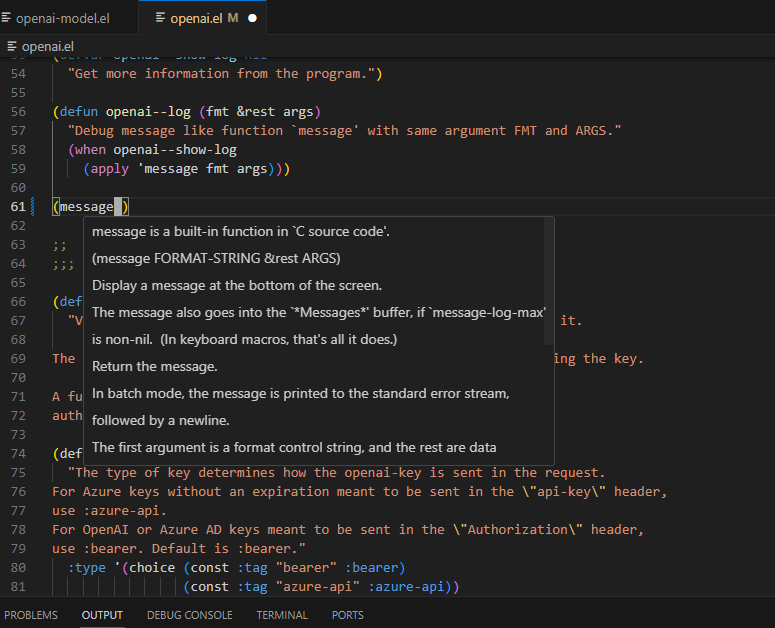 openai-model.el
openai.el M
openai.el
54 "Get more information from the program.")
55
56 (defun openai--log (fmt &rest args)
57 "Debug message like function `message' with same argument FMT and ARGS."
58 (when openai--show-log
59 (apply 'message fmt args)))
60
61 (message )
62
message is a built-in function in `C source code'.
(message FORMAT-STRING &rest ARGS)
Display a message at the bottom of the screen.
The message also goes into the `*Messages*' buffer, if `message-log-max'
is non-nil.  (In keyboard macros, that's all it does.)
Return the message.
In batch mode, the message is printed to the standard error stream,
followed by a newline.
The first argument is a format control string, and the rest are data
63 ;;
64 ;;;
65
66 (def
67 "V it.
68
69 The ing the key.
70
71 A fu
72 auth
73
74 (def
75 "The type of key determines how the openai-key is sent in the request.
76 For Azure keys without an expiration meant to be sent in the \"api-key\" header,
77 use :azure-api.
78 For OpenAI or Azure AD keys meant to be sent in the \"Authorization\" header,
79 use :bearer. Default is :bearer."
80 :type '(choice (const :tag "bearer" :bearer)
81 (const :tag "azure-api" :azure-api))
PROBLEMS OUTPUT DEBUG CONSOLE TERMINAL PORTS